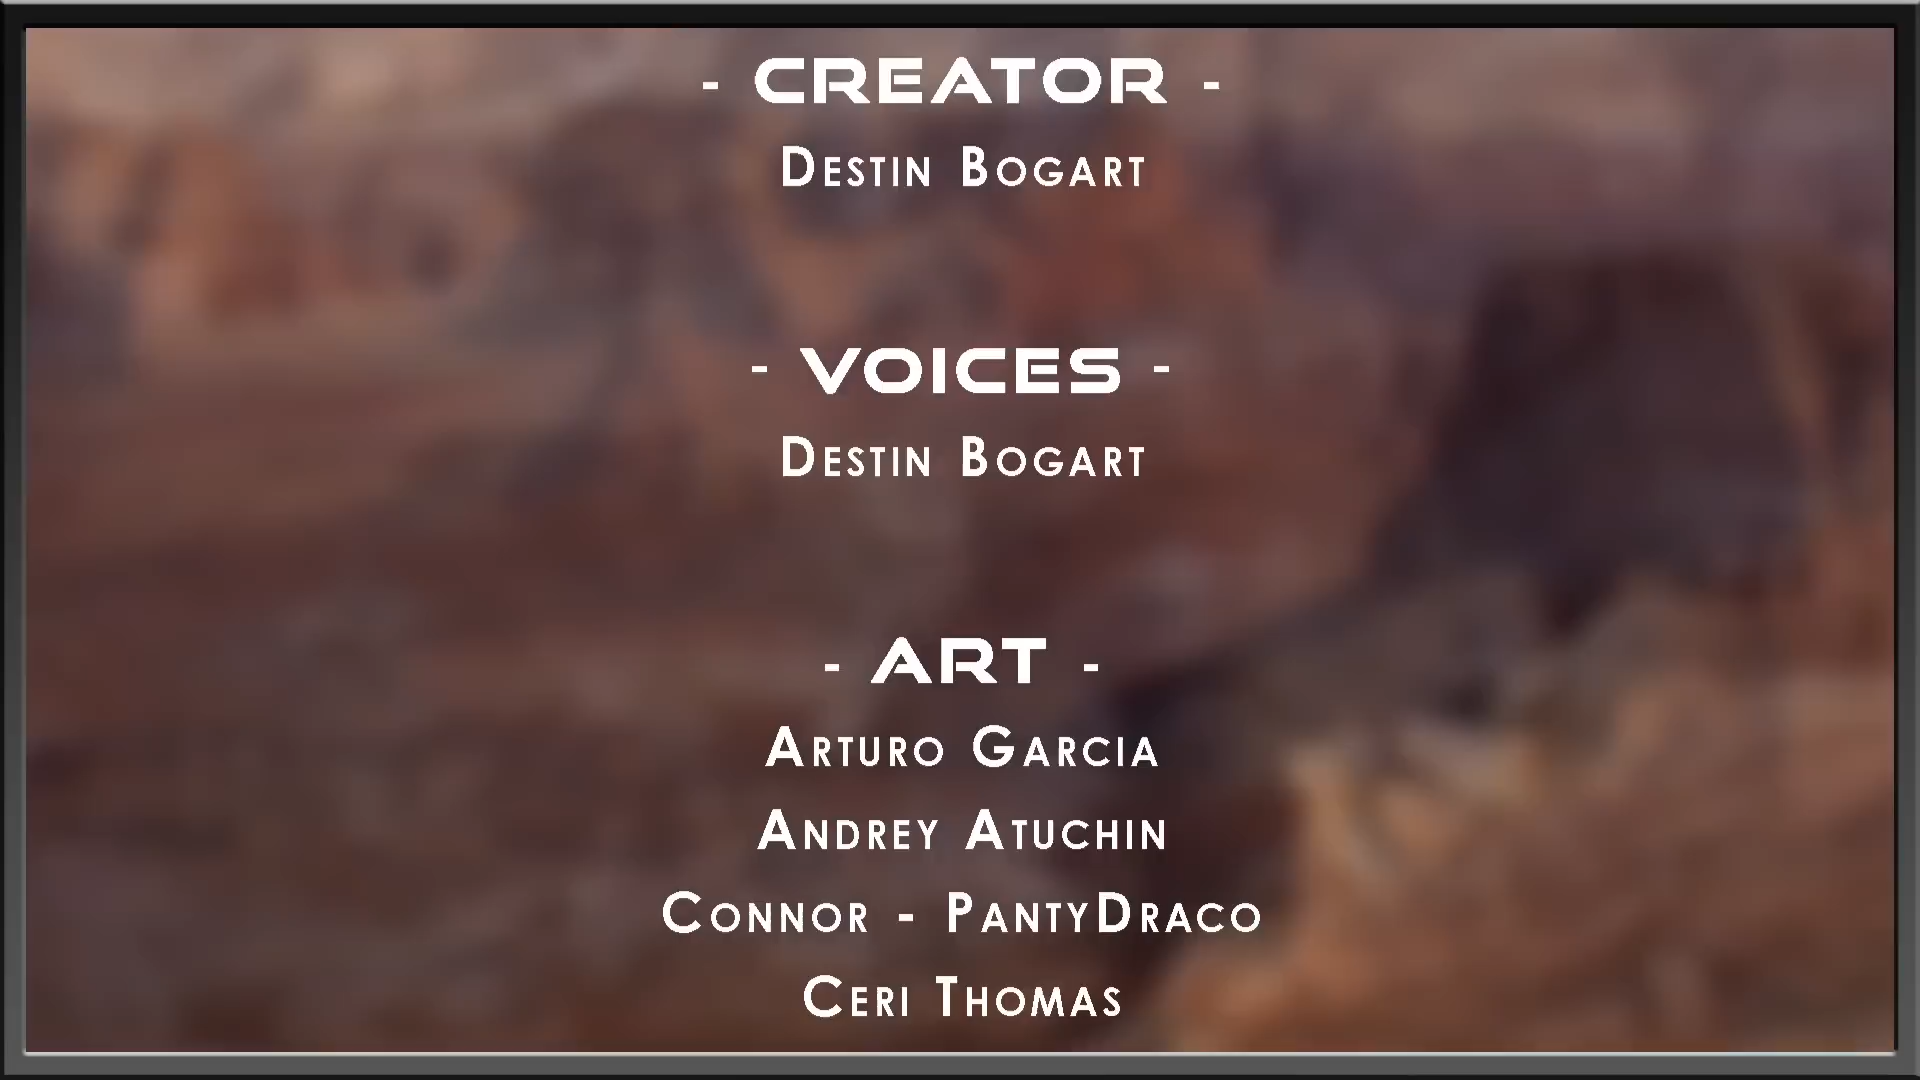 - CREATOR -
Destin Bogart
- VOICES -
Destin Bogart
- ART -
Arturo Garcia
Andrey Atuchin
Connor - PantyDraco
Ceri Thomas